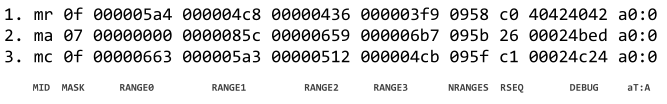 1. mr 0f 000005a4 000004c8 00000436 000003f9 0958 c0 40424042 a0:0
2. ma 07 00000000 0000085c 00000659 000006b7 095b 26 00024bed a0:0
3. mc 0f 00000663 000005a3 00000512 000004cb 095f c1 00024c24 a0:0
MID MASK RANGE0 RANGE1 RANGE2 RANGE3 NRANGES RSEQ DEBUG aT:A